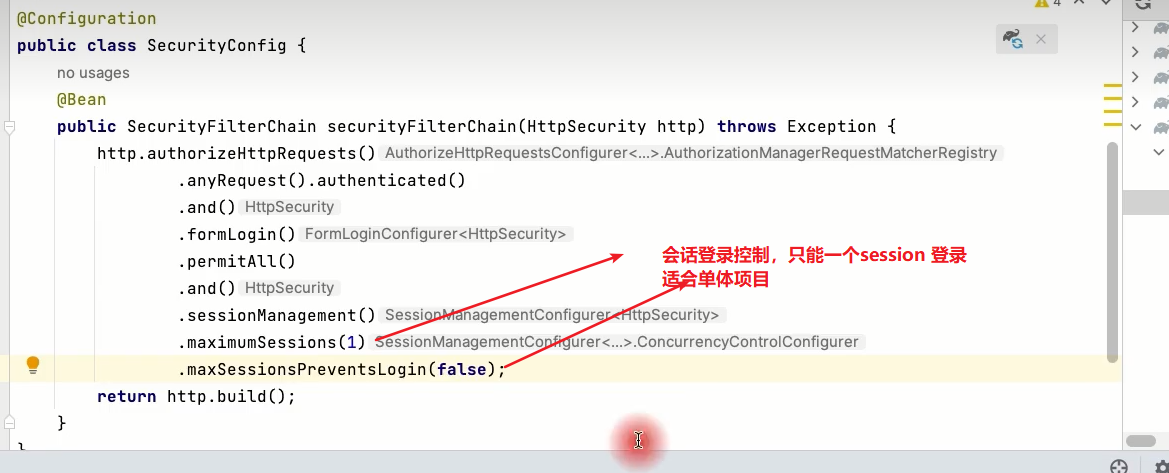 4
@Configuration
public class SecurityConfig {
no usages
@Bean
public SecurityFilterChain securityFilterChain(HttpSecurity http) throws Exception {
http.authorizeHttpRequests() AuthorizeHttpRequestsConfigurer<...>.AuthorizationManagerRequestMatcherRegistry
.anyRequest().authenticated()
.and() HttpSecurity
.formLogin() FormLoginConfigurer<HttpSecurity>
会话登录控制，只能一个session 登录
.permitAll()
适合单体项目
.and() HttpSecurity
.sessionManagement() SessionManagementConfigurer<HttpSecurity>
.maximumSessions(1) SessionManagementConfigurer<...>.ConcurrencyControlConfigurer
.maxSessionsPreventsLogin(false);
return http.build();
}
}